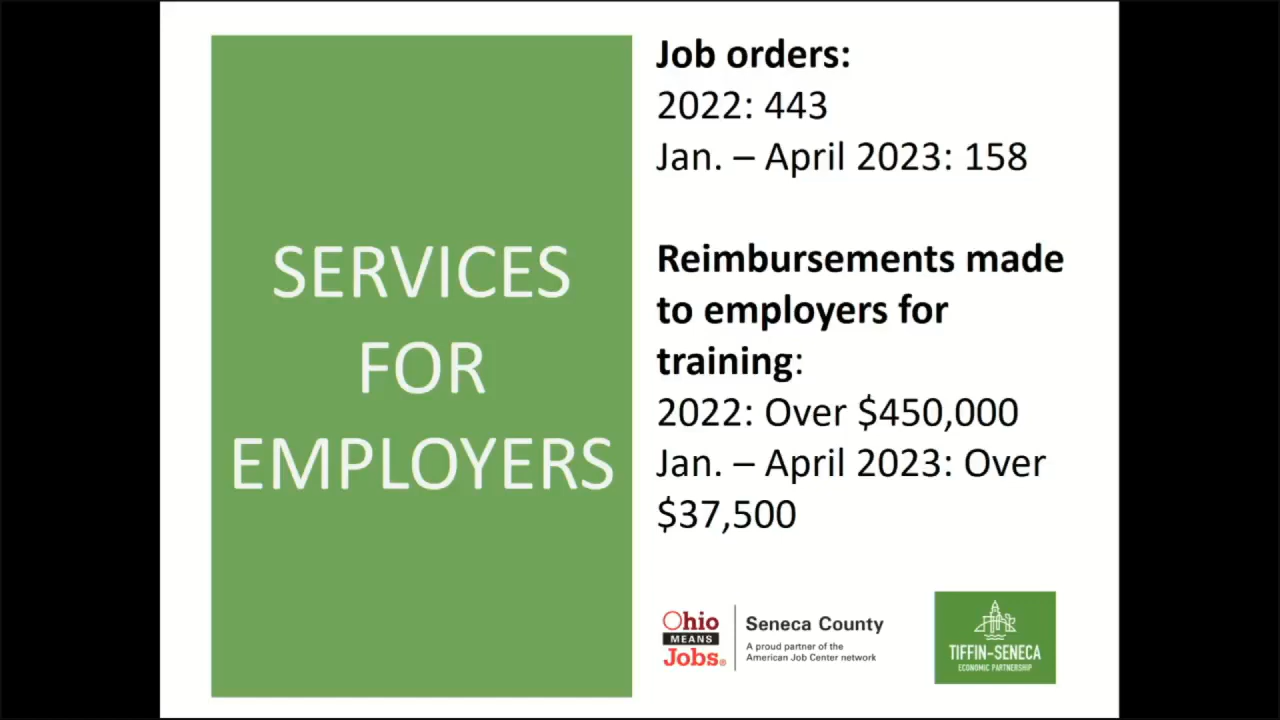 SERVICES
FOR
EMPLOYERS
Job orders:
2022: 443
Jan. – April 2023: 158
Reimbursements made
to employers for
training:
2022: Over $450,000
Jan. – April 2023: Over
$37,500
Ohio
MEANS
Jobs®
Seneca County
A proud partner of the
American Job Center network
TIFFIN-SENECA
ECONOMIC PARTNERSHIP